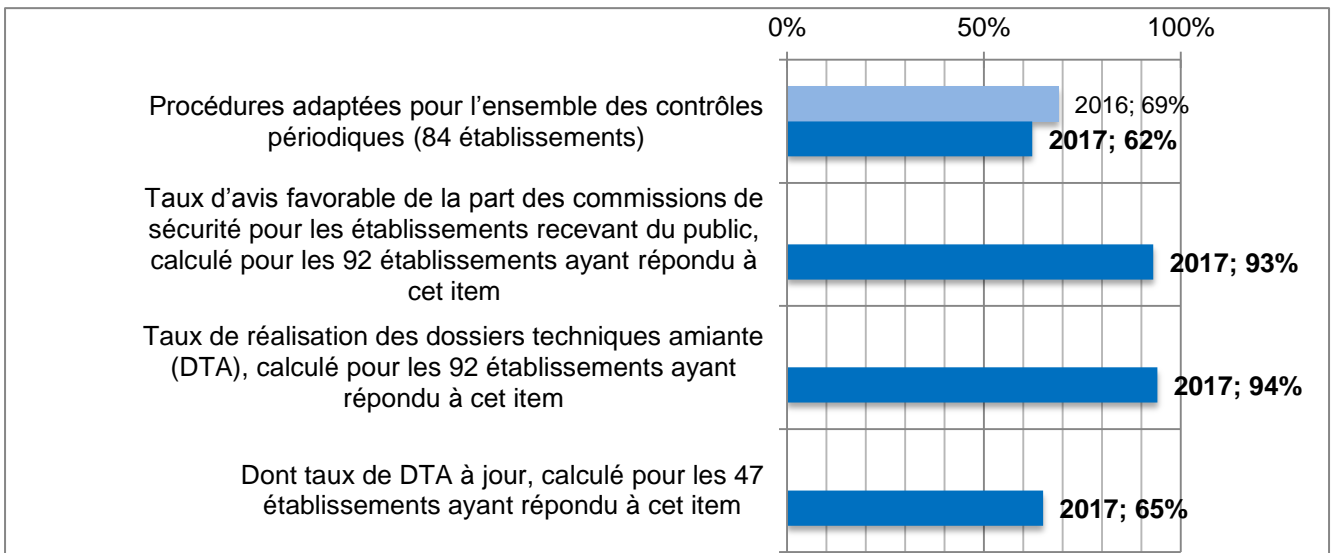 0% 50% 100%
Procédures adaptées pour l’ensemble des contrôles
périodiques (84 établissements)
2016; 69%
2017; 62%
Taux d’avis favorable de la part des commissions de
sécurité pour les établissements recevant du public,
calculé pour les 92 établissements ayant répondu à
cet item
2017; 93%
Taux de réalisation des dossiers techniques amiante
(DTA), calculé pour les 92 établissements ayant
répondu à cet item
2017; 94%
Dont taux de DTA à jour, calculé pour les 47
établissements ayant répondu à cet item
2017; 65%